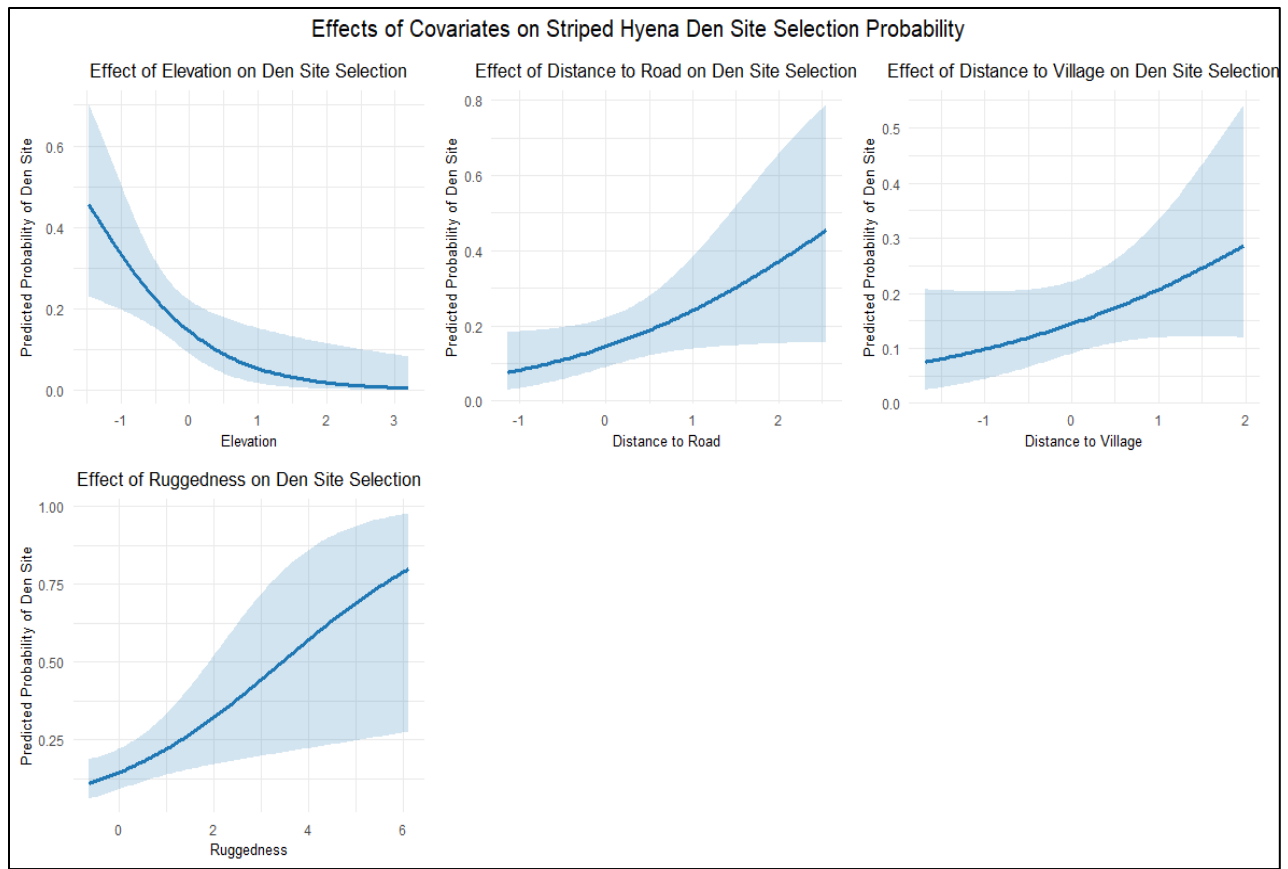 Effects of Covariates on Striped Hyena Den Site Selection Probability
Effect of Elevation on Den Site Selection
Predicted Probability of Den Site
0.6
0.4
0.2
0.0
-1 0 1 2 3
Elevation
Effect of Distance to Road on Den Site Selection
Predicted Probability of Den Site
0.8
0.6
0.4
0.2
0.0
-1 0 1 2
Distance to Road
Effect of Distance to Village on Den Site Selection
Predicted Probability of Den Site
0.5
0.4
0.3
0.2
0.1
0.0
-1 0 1 2
Distance to Village
Effect of Ruggedness on Den Site Selection
Predicted Probability of Den Site
1.00
0.75
0.50
0.25
0 2 4 6
Ruggedness